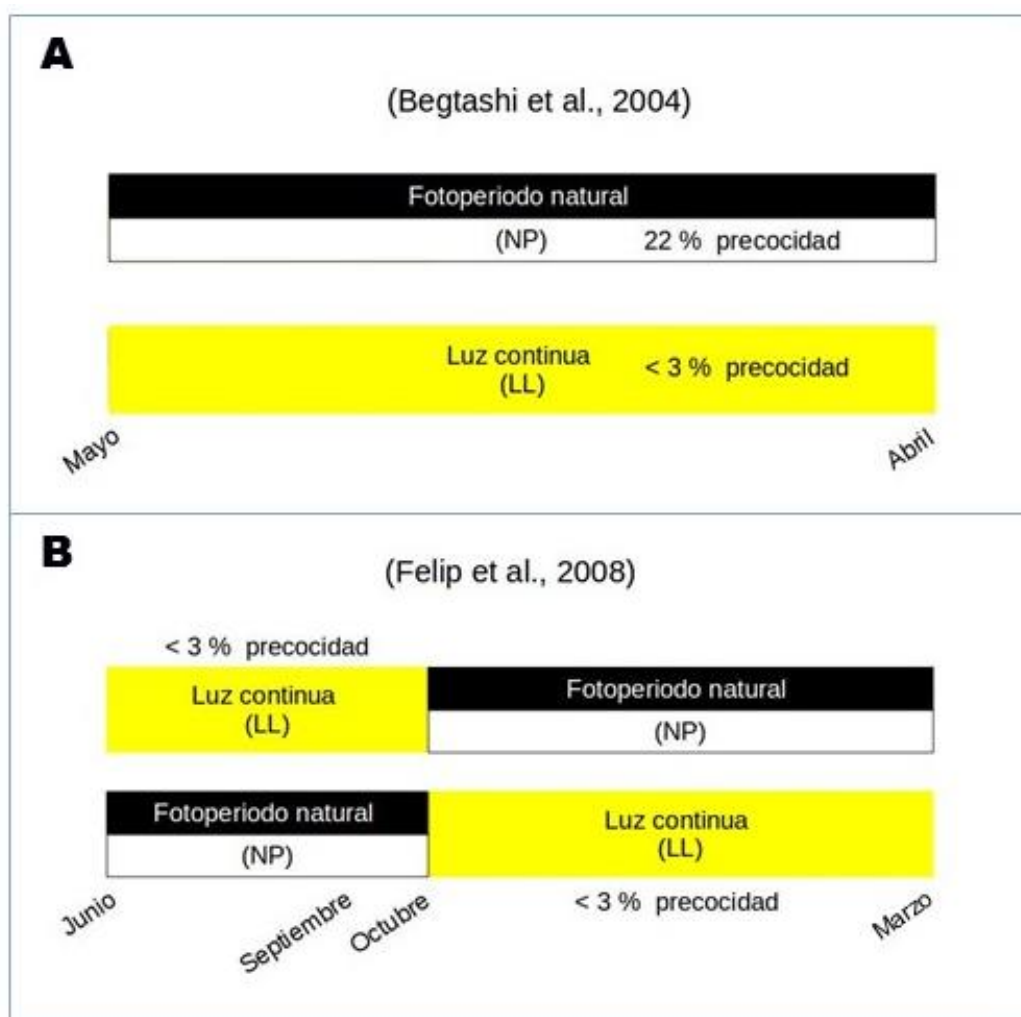 A
(Begtashi et al., 2004)
Fotoperiodo natural
(NP) 22 % precocidad
Luz continua
(LL)
< 3 % precocidad
Mayo
Abril
B
(Felip et al., 2008)
< 3 % precocidad
Luz continua
(LL)
Fotoperiodo natural
(NP)
Fotoperiodo natural
(NP)
Luz continua
(LL)
< 3 % precocidad
Junio
Septiembre
Octubre
Marzo